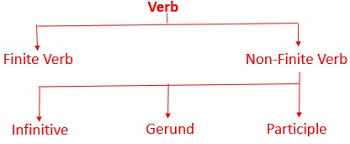 Verb
Finite Verb
Non-Finite Verb
Infinitive
Gerund
Participle